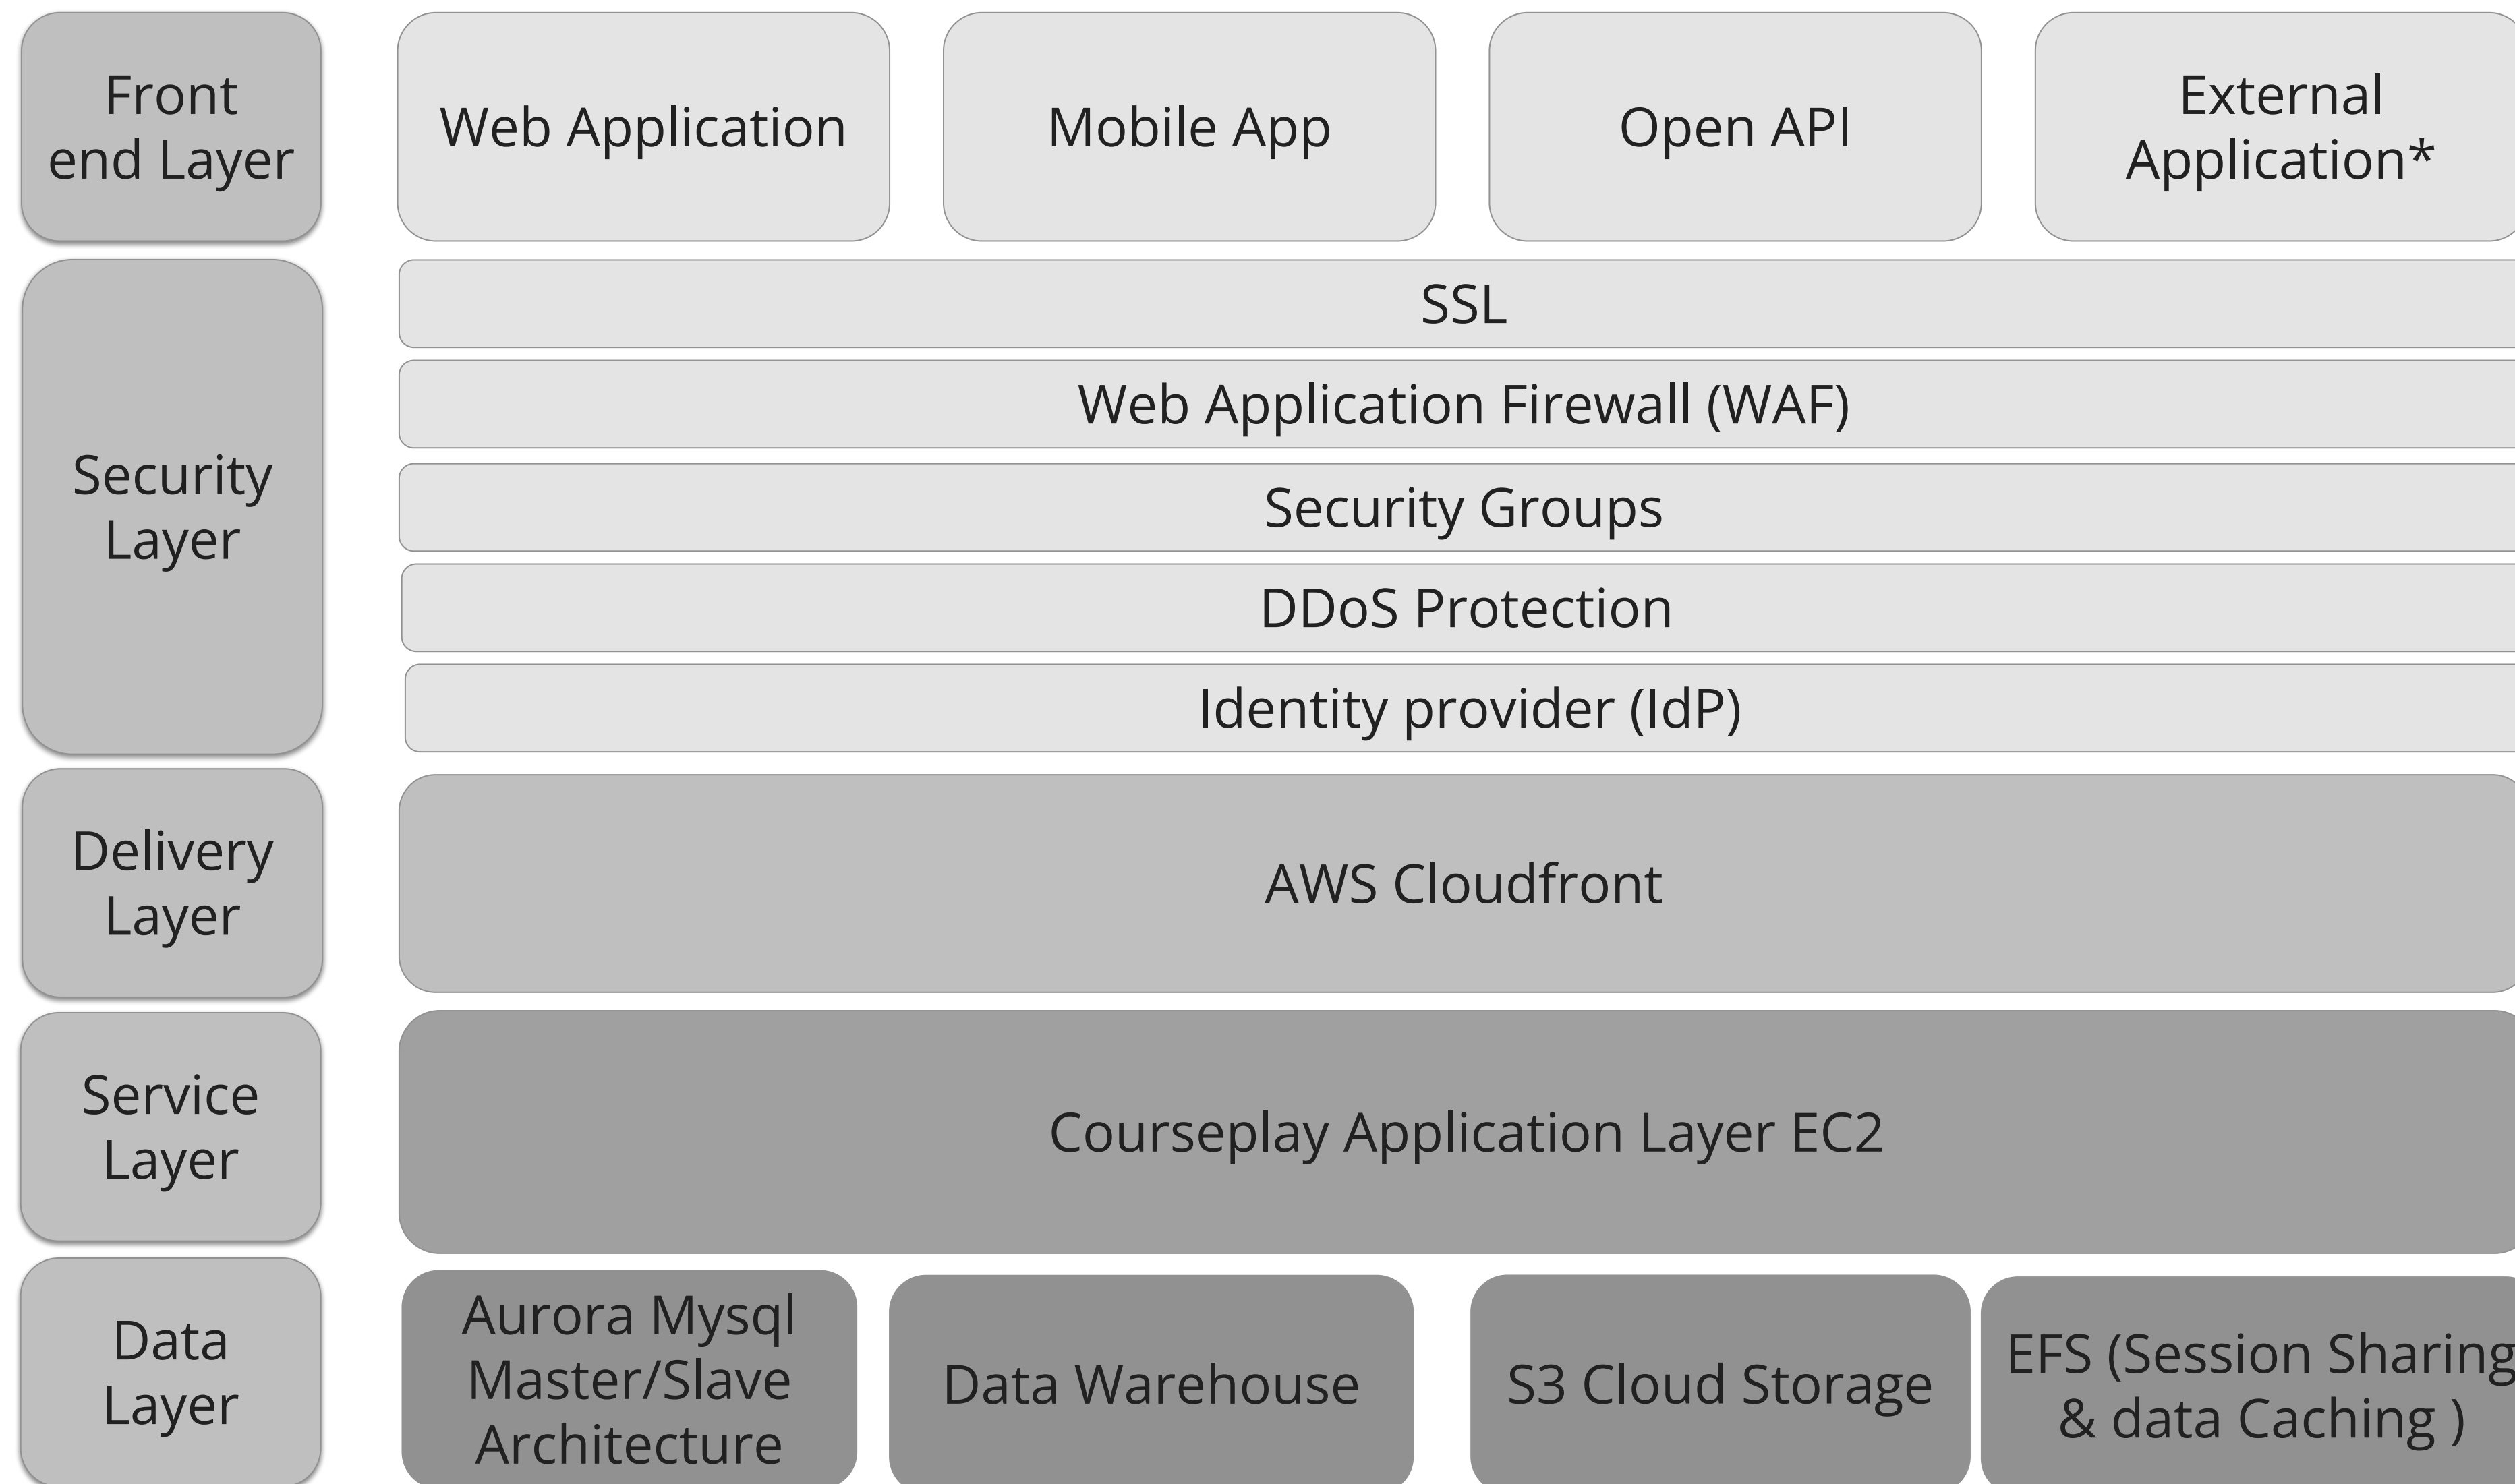 Front
end Layer
Web Application
Mobile App
Open API
External
Application*
Security
Layer
SSL
Web Application Firewall (WAF)
Security Groups
DDoS Protection
Identity provider (IdP)
Delivery
Layer
AWS Cloudfront
Service
Layer
Courseplay Application Layer EC2
Data
Layer
Aurora Mysql
Master/Slave
Architecture
Data Warehouse
S3 Cloud Storage
EFS (Session Sharing
& data Caching )